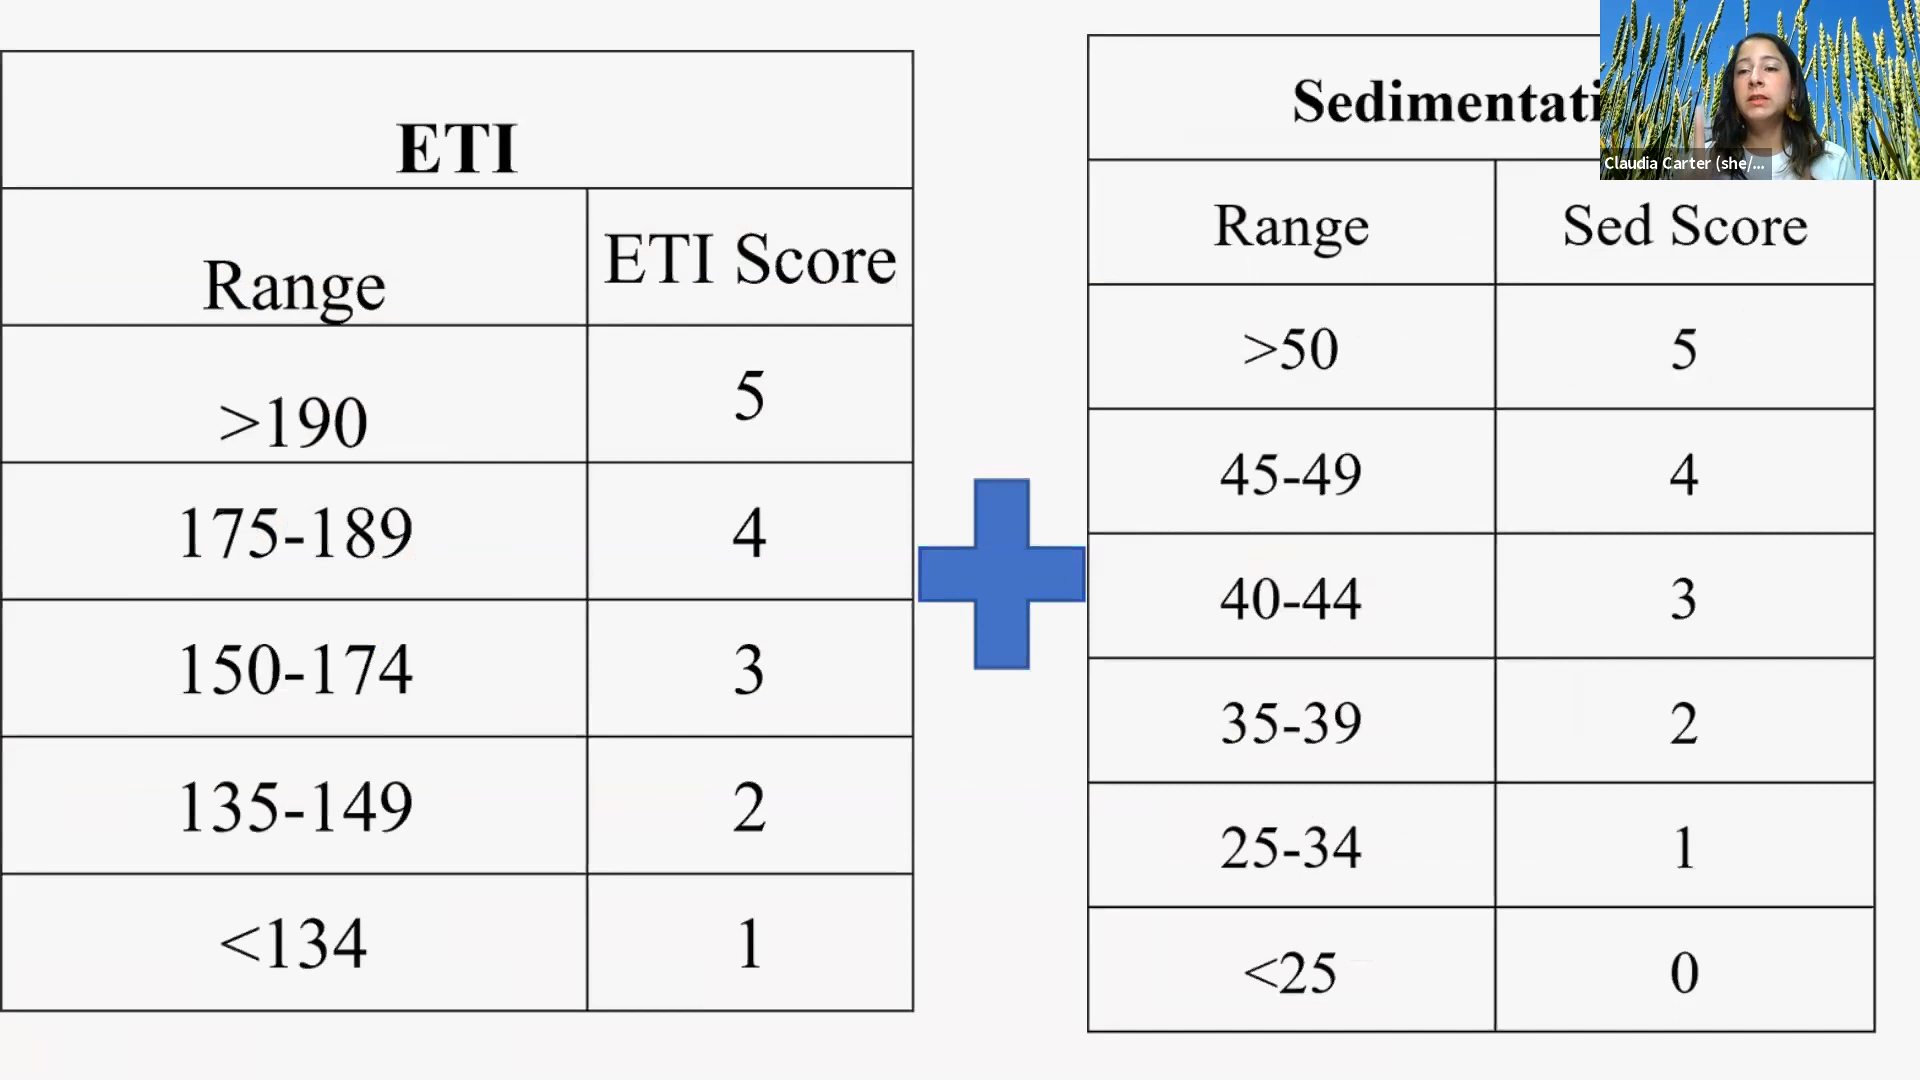 ETI
Range ETI Score
>190 5
175-189 4
150-174 3
135-149 2
<134 1
Sedimentati
Range Sed Score
>50 5
45-49 4
40-44 3
35-39 2
25-34 1
<25 0
Claudia Carter (she/...